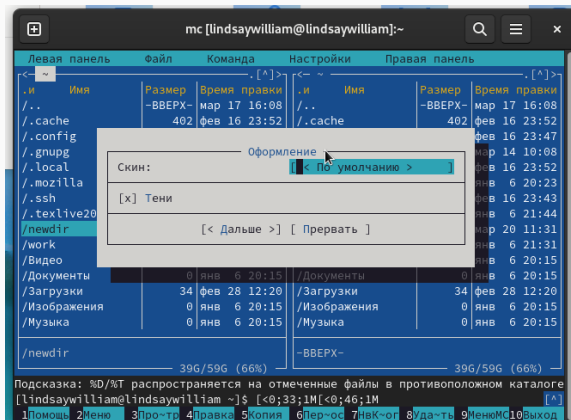 mc [lindsaywilliam@lindsaywilliam]:~
Левая панель Файл Команда Настройки Правая панель
<— ~ .[^]> <— ~ .[^]>
.и Имя Размер Время правки .и Имя Размер Время правки
/.. -ВВЕРХ- мар 17 16:08 /.. -ВВЕРХ- мар 17 16:08
/.cache 402 фев 16 23:52 /.cache 402 фев 16 23:52
/.config фев 16 23:47
/.gnupg мар 14 10:08
/.local фев 16 23:52
/.mozilla янв 6 20:23
/.ssh фев 16 23:43
/.texlive20 янв 6 21:44
/newdir мар 20 11:31
/work янв 6 21:31
/Видео янв 6 20:15
Оформление
Скин: [ < По умолчанию > ]
[x] Тени
[< Дальше >] [ Прервать ]
/Документы 0 янв 6 20:15 /Документы 0 янв 6 20:15
/Загрузки 34 фев 28 12:20 /Загрузки 34 фев 28 12:20
/Изображения 0 янв 6 20:15 /Изображения 0 янв 6 20:15
/Музыка 0 янв 6 20:15 /Музыка 0 янв 6 20:15
/newdir -ВВЕРХ-
39G/59G (66%) 39G/59G (66%)
Подсказка: %D/%T распространяется на отмеченные файлы в противоположном каталоге
[lindsaywilliam@lindsaywilliam ~]$ [<0;33;1M[<0;46;1M [^]
1Помощь 2Меню 3Про~тр 4Правка 5Копия 6Пер~ос 7НвК~ог 8Уда~ть 9МенюMC 10Выход